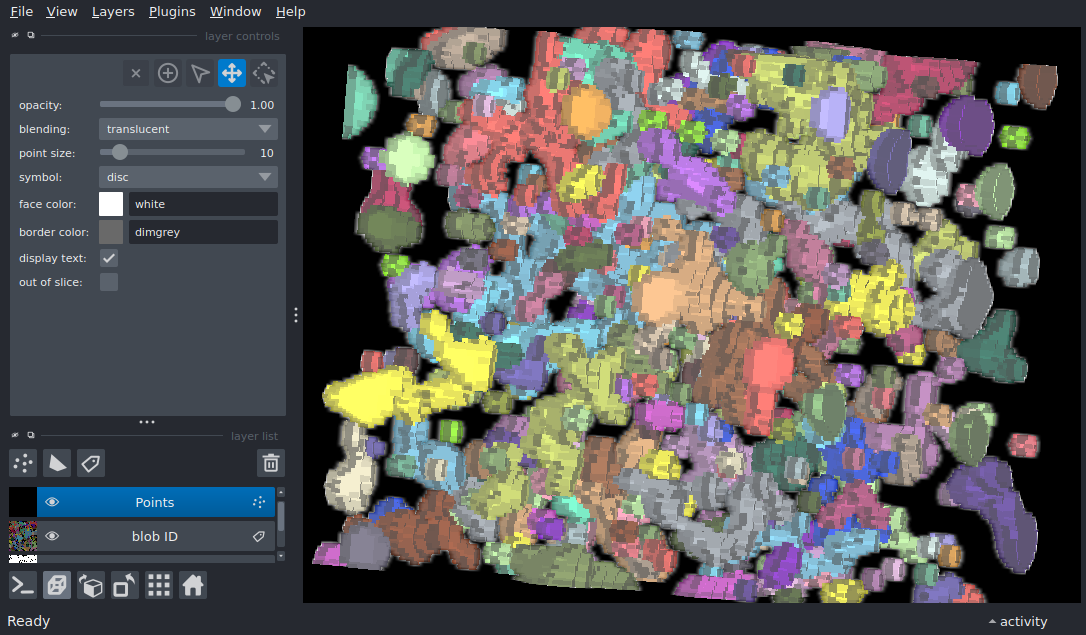 File View Layers Plugins Window Help
layer controls
opacity: 1.00
blending: translucent
point size: 10
symbol: disc
face color: white
border color: dimgrey
display text:
out of slice:
layer list
Points
blob ID
Ready
activity